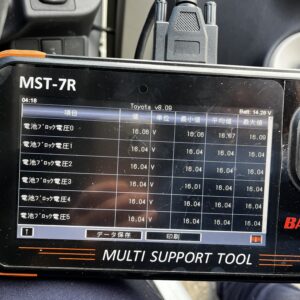 MST-7R
04:18 Toyota v8.09 Batt: 14.20 V
項目 値 単位 最小値 平均値 最大値
電池ﾌﾞﾛｯｸ電圧0 16.06 V 16.06 16.07 16.09
電池ﾌﾞﾛｯｸ電圧1 16.04 V 16.04 16.04 16.04
電池ﾌﾞﾛｯｸ電圧2 16.04 V 16.04 16.04 16.04
電池ﾌﾞﾛｯｸ電圧3 16.04 V 16.04 16.04 16.04
電池ﾌﾞﾛｯｸ電圧4 16.04 V 16.04 16.04 16.04
電池ﾌﾞﾛｯｸ電圧5 16.04 V 16.04 16.04 16.04
データ保存 印刷
MULTI SUPPORT TOOL